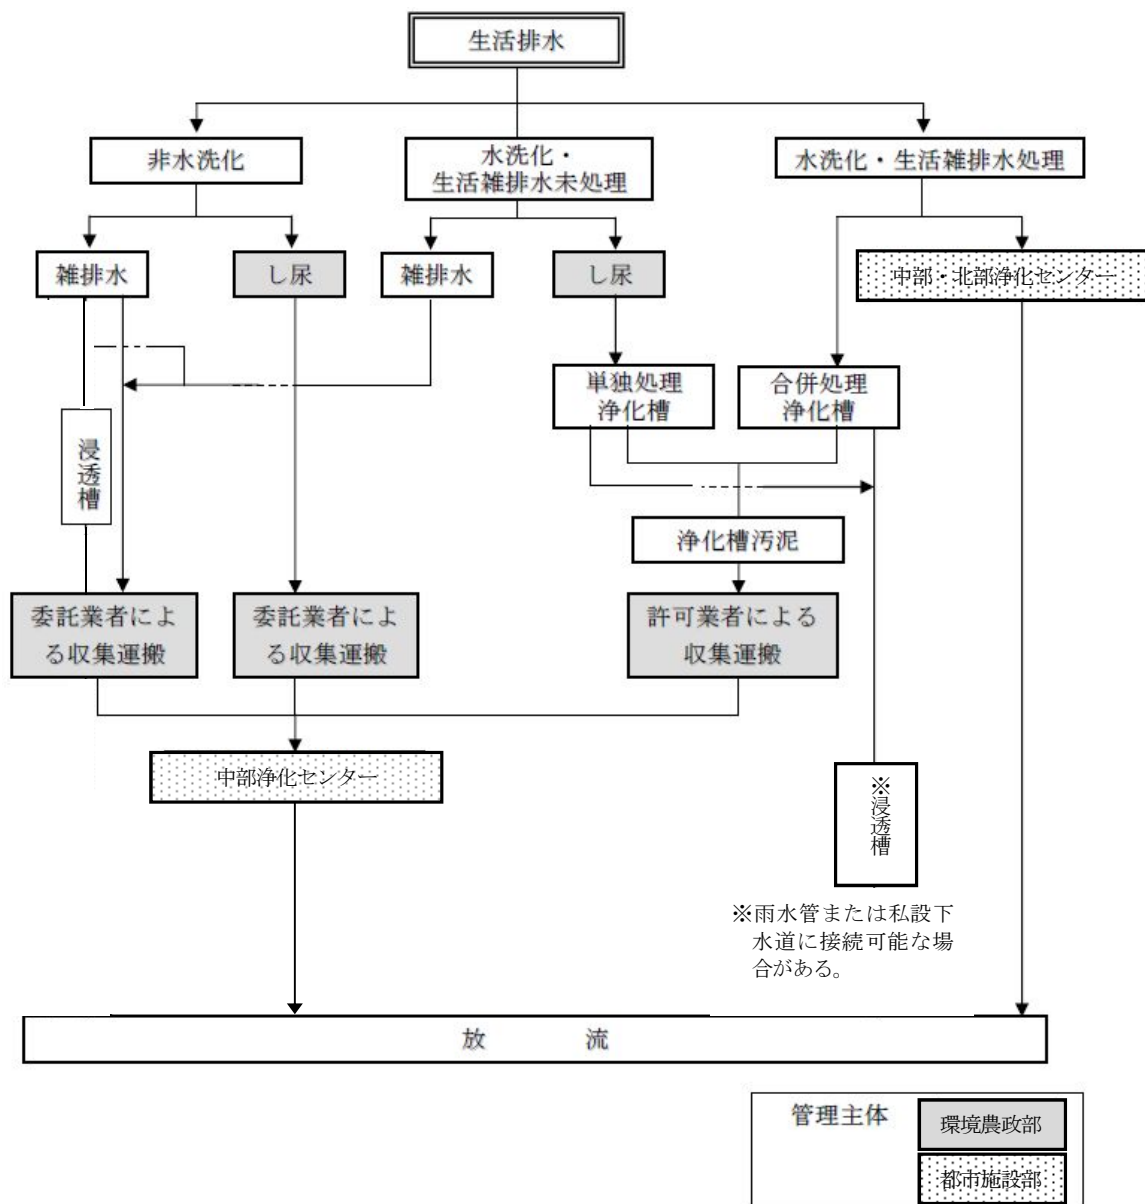 生活排水
非水洗化
水洗化・
生活雑排水未処理
水洗化・生活雑排水処理
雑排水
し尿
雑排水
し尿
中部・北部浄化センター
単独処理
浄化槽
合併処理
浄化槽
浸透槽
浄化槽汚泥
委託業者によ
る収集運搬
委託業者によ
る収集運搬
許可業者による
収集運搬
中部浄化センター
※浸透槽
※雨水管または私設下
水道に接続可能な場
合がある。
放　　　流
管理主体
環境農政部
都市施設部